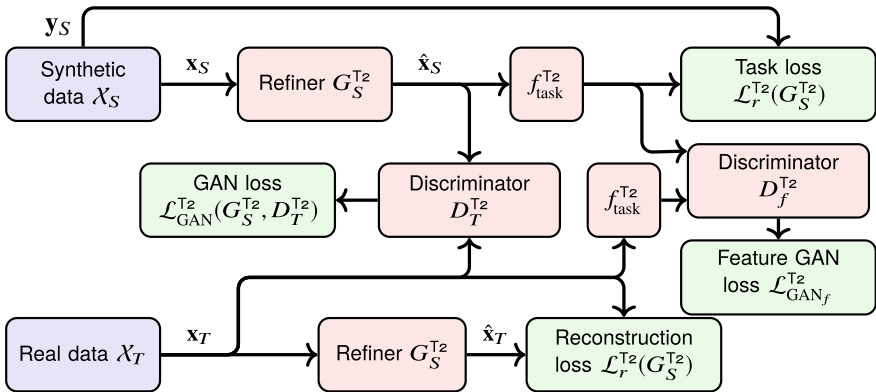 y_S
Synthetic
data 𝒳_S
x_S
Refiner G_S^T2
x̂_S
f_task^T2
Task loss
ℒ_r^T2(G_S^T2)
GAN loss
ℒ_GAN^T2(G_S^T2, D_T^T2)
Discriminator
D_T^T2
f_task^T2
Discriminator
D_f^T2
Feature GAN
loss ℒ_GAN_f^T2
Real data 𝒳_T
x_T
Refiner G_S^T2
x̂_T
Reconstruction
loss ℒ_r^T2(G_S^T2)